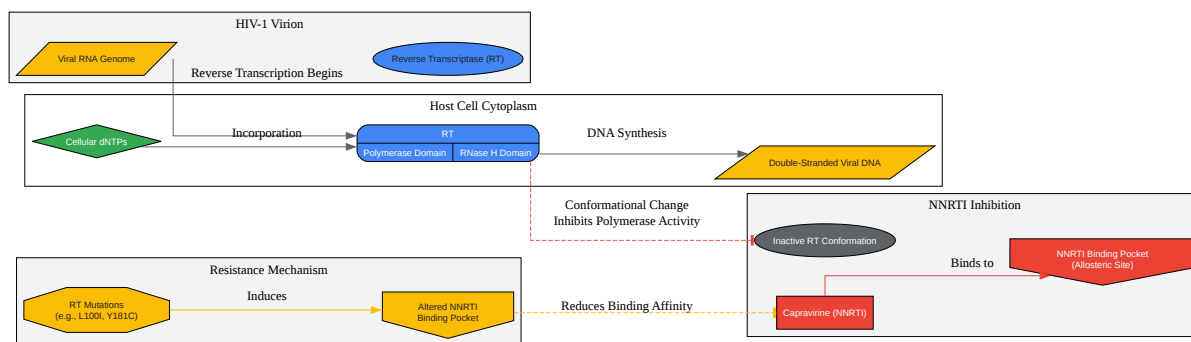 HIV-1 Virion
Viral RNA Genome
Reverse Transcriptase (RT)
Reverse Transcription Begins
Host Cell Cytoplasm
Cellular dNTPs
Incorporation
RT
Polymerase Domain
RNase H Domain
DNA Synthesis
Double-Stranded Viral DNA
Conformational Change
Inhibits Polymerase Activity
NNRTI Inhibition
Inactive RT Conformation
NNRTI Binding Pocket
(Allosteric Site)
Binds to
Capravirine (NNRTI)
Resistance Mechanism
RT Mutations
(e.g., L100I, Y181C)
Induces
Altered NNRTI
Binding Pocket
Reduces Binding Affinity